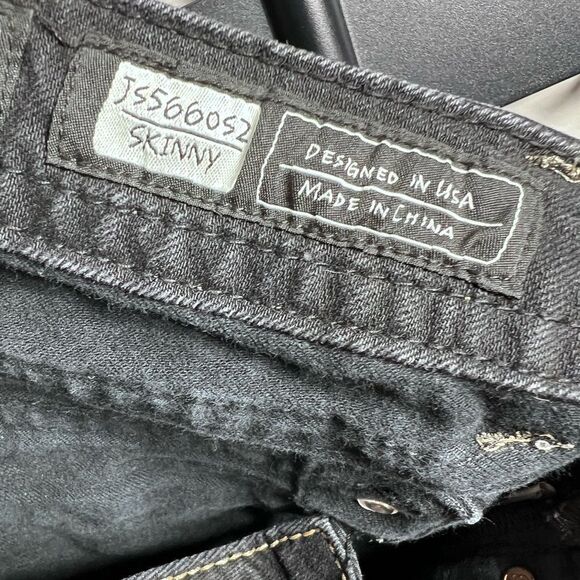 JS5660S2
SKINNY
DESIGNED IN USA
MADE IN CHINA